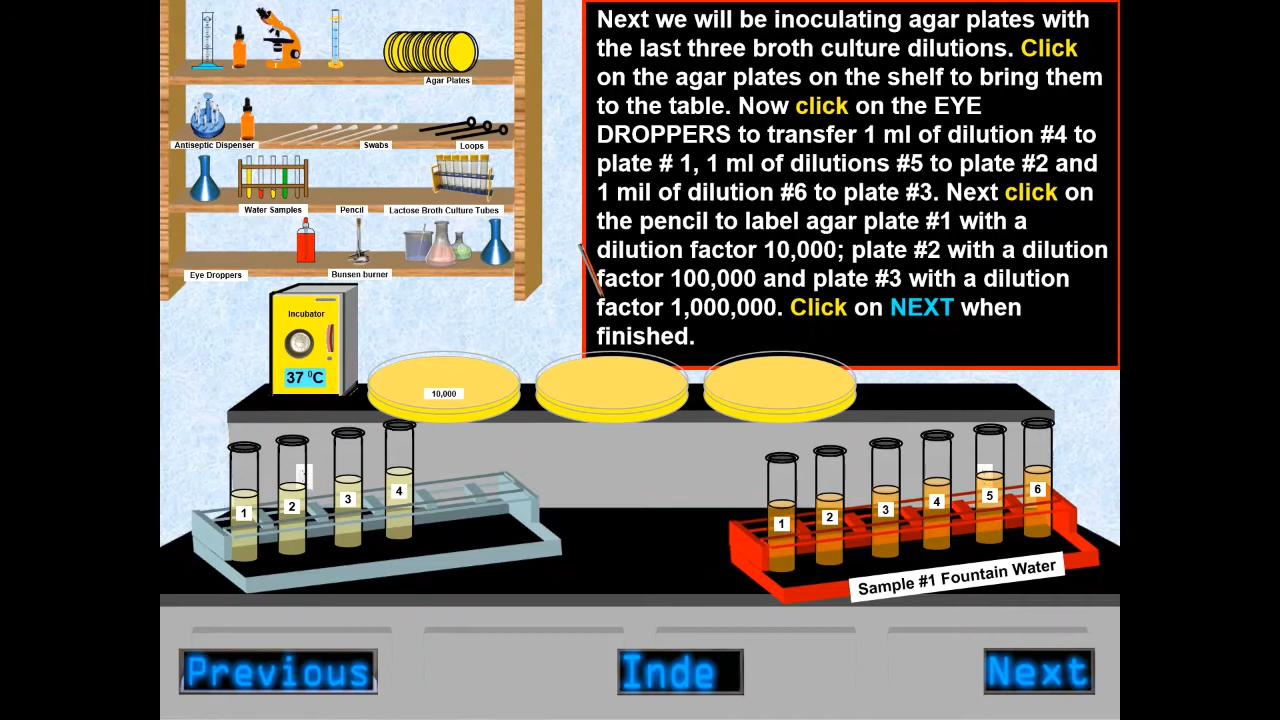 Next we will be inoculating agar plates with
the last three broth culture dilutions. Click
on the agar plates on the shelf to bring them
to the table. Now click on the EYE
DROPPERS to transfer 1 ml of dilution #4 to
plate # 1, 1 ml of dilutions #5 to plate #2 and
1 mil of dilution #6 to plate #3. Next click on
the pencil to label agar plate #1 with a
dilution factor 10,000; plate #2 with a dilution
factor 100,000 and plate #3 with a dilution
factor 1,000,000. Click on NEXT when
finished.
Agar Plates
Antiseptic Dispenser Swabs Loops
Water Samples Pencil Lactose Broth Culture Tubes
Eye Droppers Bunsen burner
Incubator
37 ⁰C
10,000
1 2 3 4
1 2 3 4 5 6
Sample #1 Fountain Water
Previous Inde Next